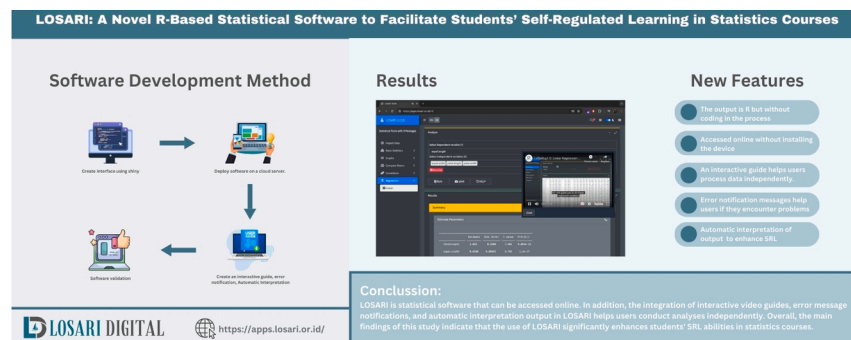 LOSARI: A Novel R-Based Statistical Software to Facilitate Students' Self-Regulated Learning in Statistics Courses
Software Development Method
Create interface using shiny
Deploy software on a cloud server
Software validation
Create an interactive guide, error
notification, Automatic Interpretation
LOSARI DIGITAL
https://apps.losari.or.id/
Results
New Features
The output is R but without
coding in the process
Accessed online without installing
the device
An interactive guide helps users
process data independently.
Error notification messages help
users if they encounter problems
Automatic interpretation of
output to enhance SRL
Conclussion:
LOSARI is statistical software that can be accessed online. In addition, the integration of interactive video guides, error message
notifications, and automatic interpretation output in LOSARI helps users conduct analyses independently. Overall, the main
findings of this study indicate that the use of LOSARI significantly enhances students' SRL abilities in statistics courses.